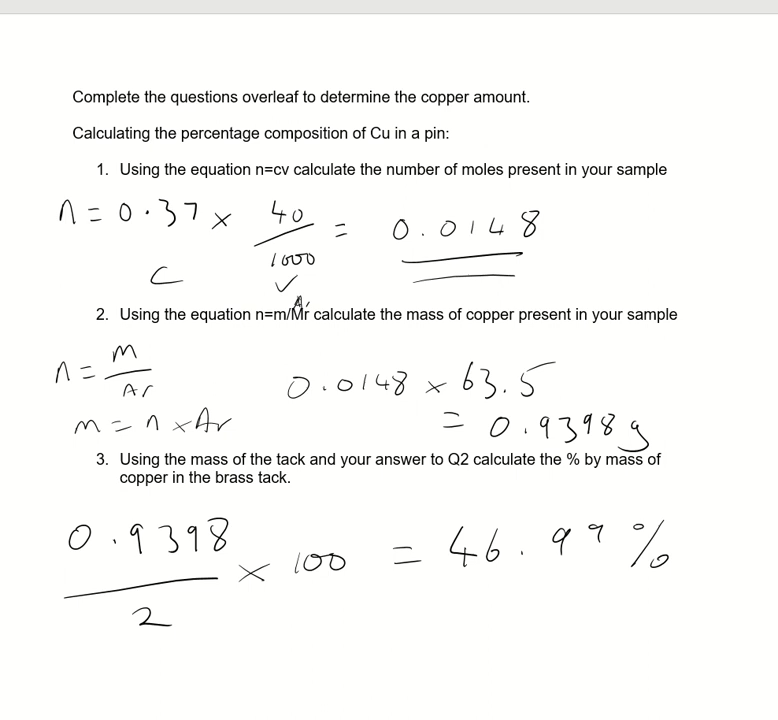 Complete the questions overleaf to determine the copper amount.
Calculating the percentage composition of Cu in a pin:
1. Using the equation n=cv calculate the number of moles present in your sample
n = 0.37 × 40/1000 = 0.0148
c v
2. Using the equation n=m/Mr calculate the mass of copper present in your sample
Ar
n = m/Ar
0.0148 × 63.5
m = n × Ar
= 0.9398 g
3. Using the mass of the tack and your answer to Q2 calculate the % by mass of
copper in the brass tack.
0.9398/2 × 100 = 46.99 %